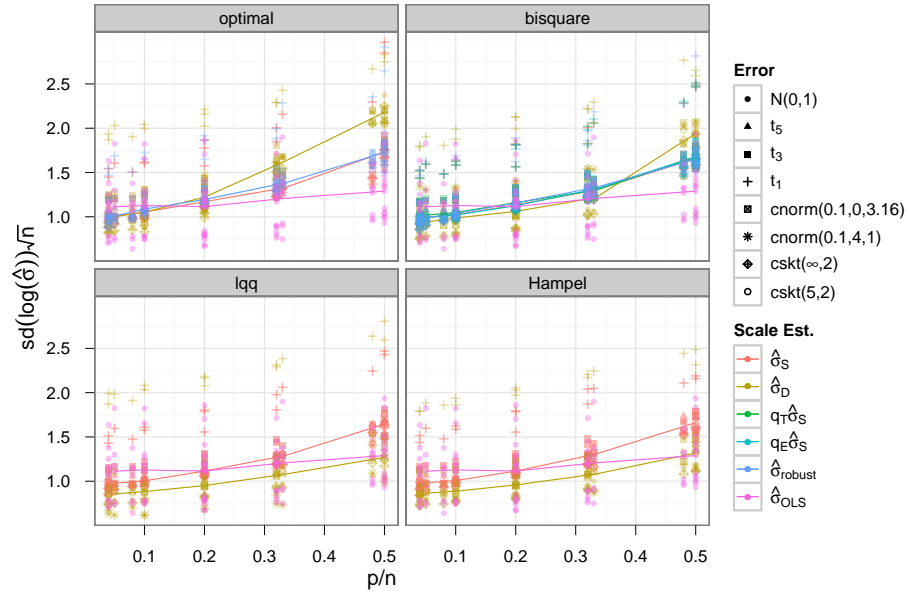 optimal
bisquare
2.5
2.0
1.5
1.0
lqq
Hampel
2.5
2.0
1.5
1.0
sd(log(σ̂))√n
0.1 0.2 0.3 0.4 0.5
0.1 0.2 0.3 0.4 0.5
p/n
Error
N(0,1)
t₅
t₃
t₁
cnorm(0.1,0,3.16)
cnorm(0.1,4,1)
cskt(∞,2)
cskt(5,2)
Scale Est.
σ̂S
σ̂D
qTσ̂S
qEσ̂S
σ̂robust
σ̂OLS